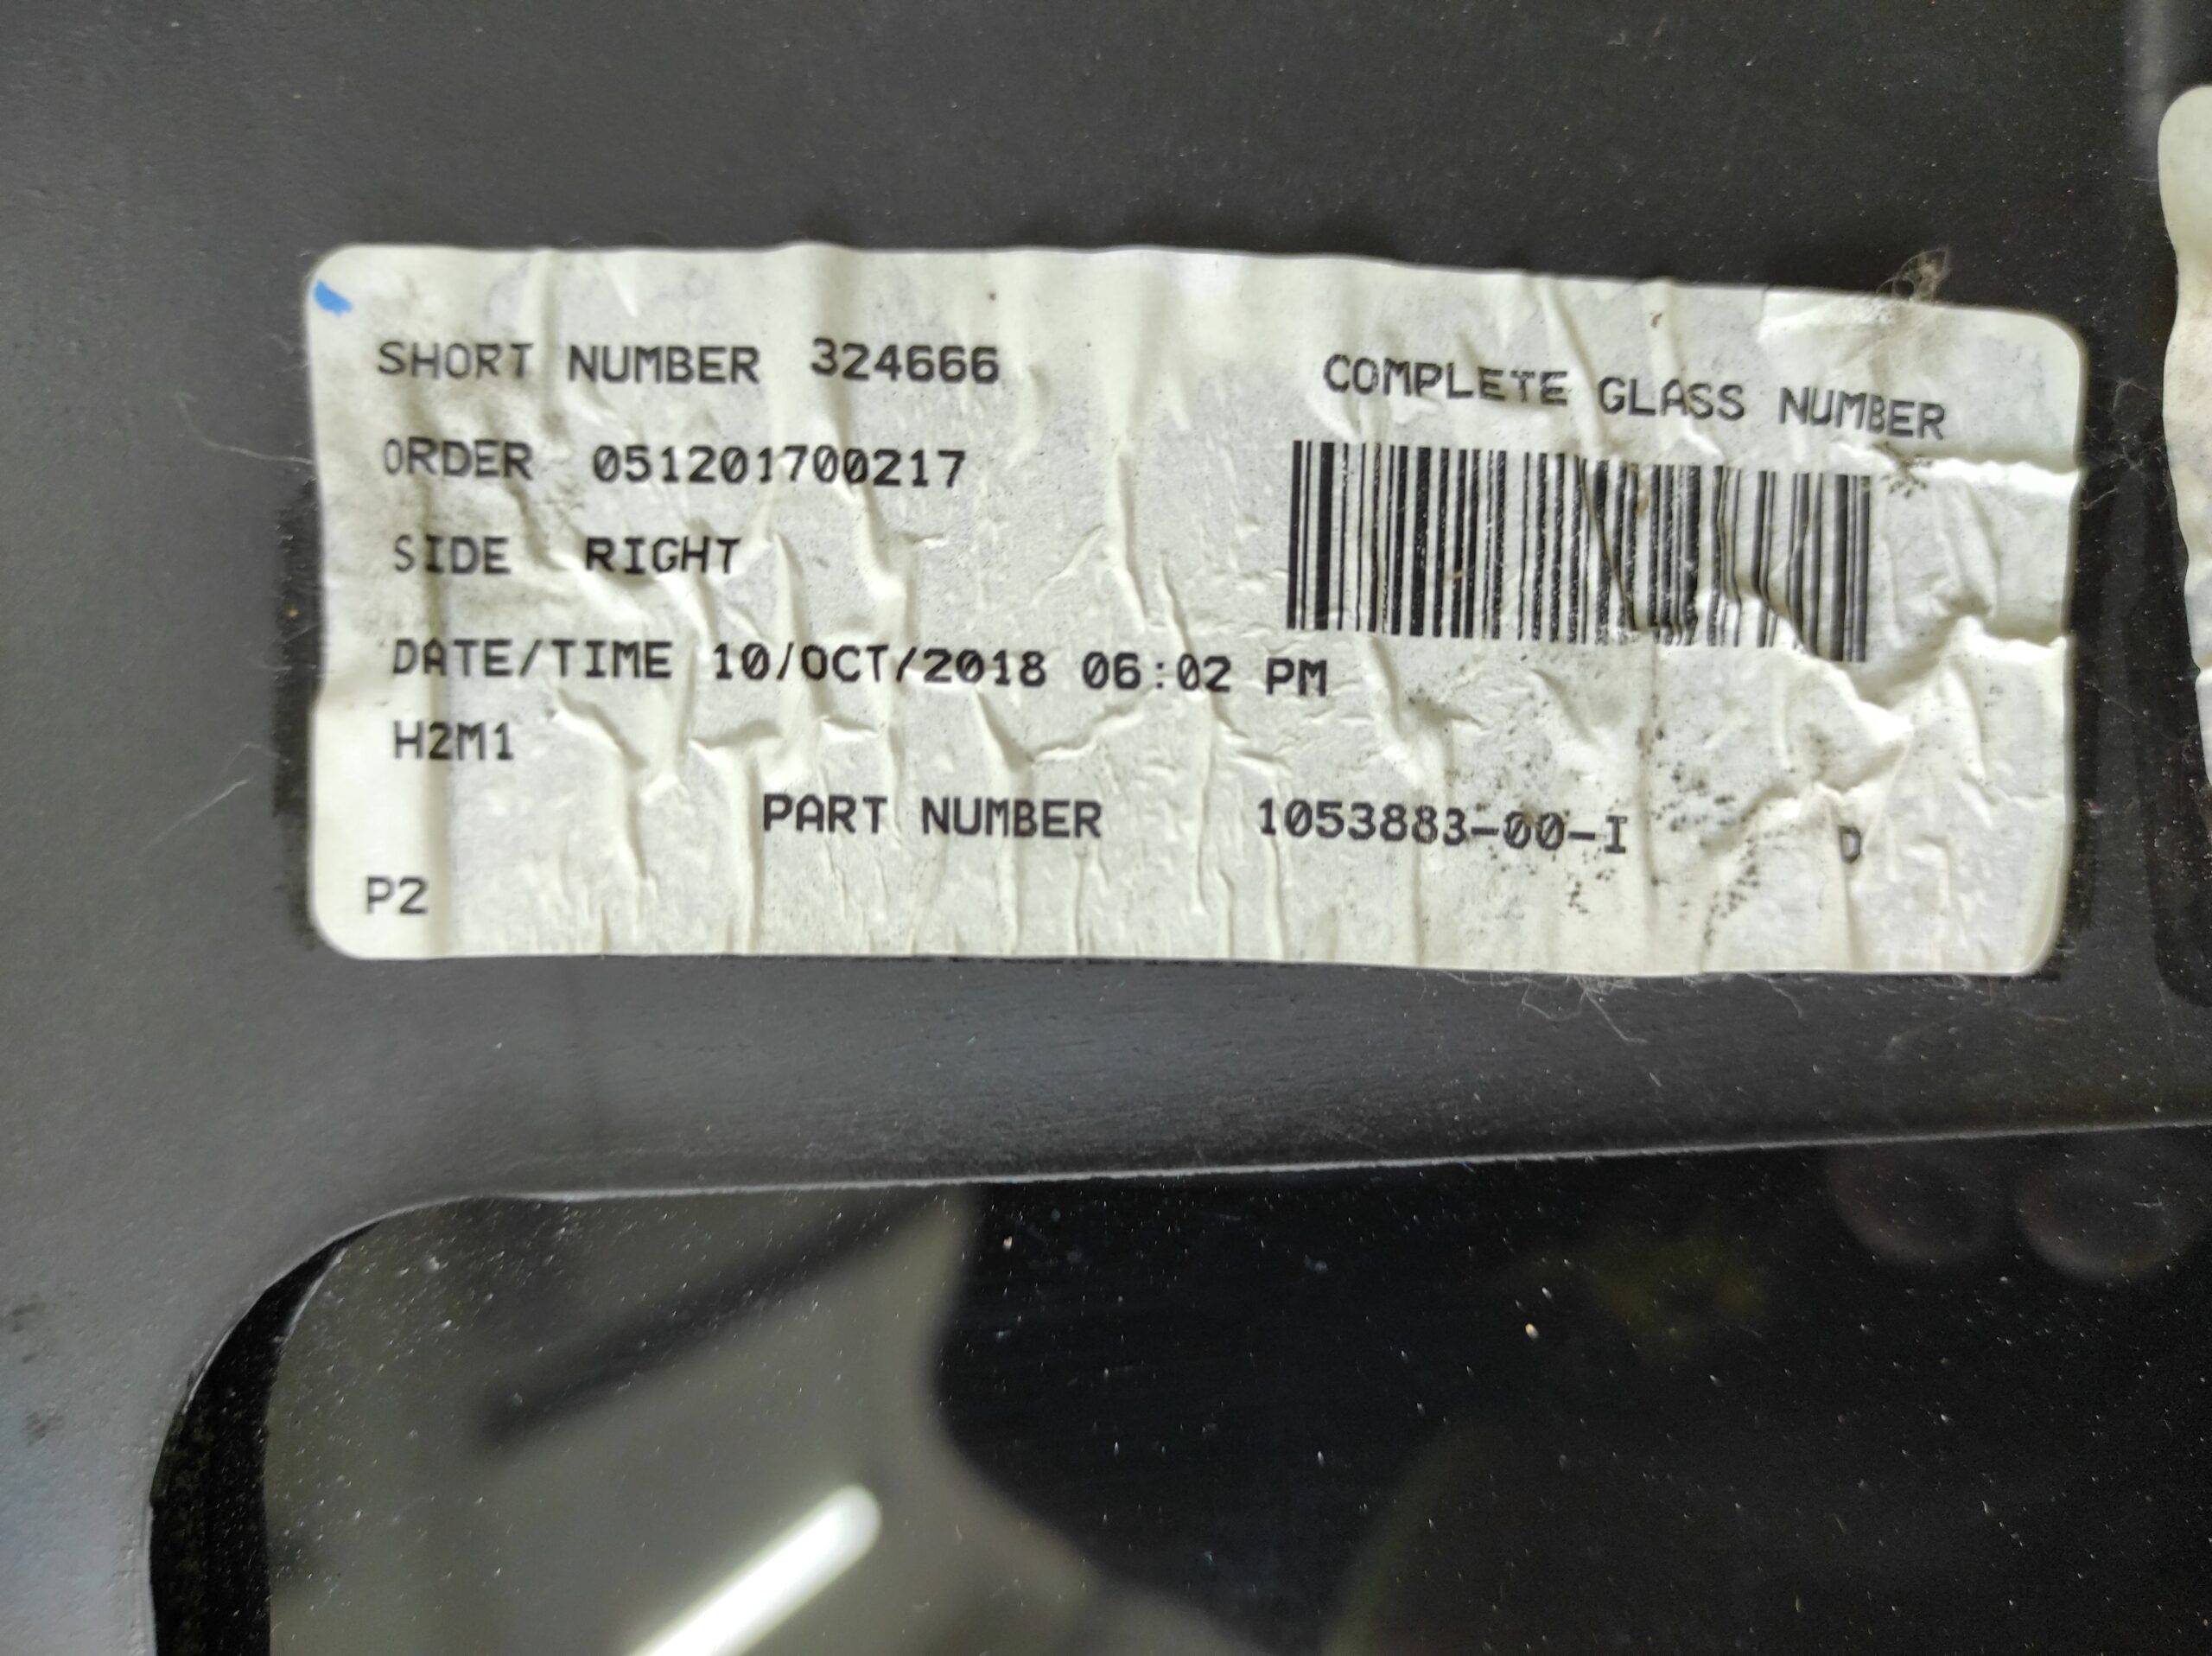 SHORT NUMBER 324666
COMPLETE GLASS NUMBER
ORDER 051201700217
SIDE RIGHT
DATE/TIME 10/OCT/2018 06:02 PM
H2M1
PART NUMBER 1053883-00-I D
P2